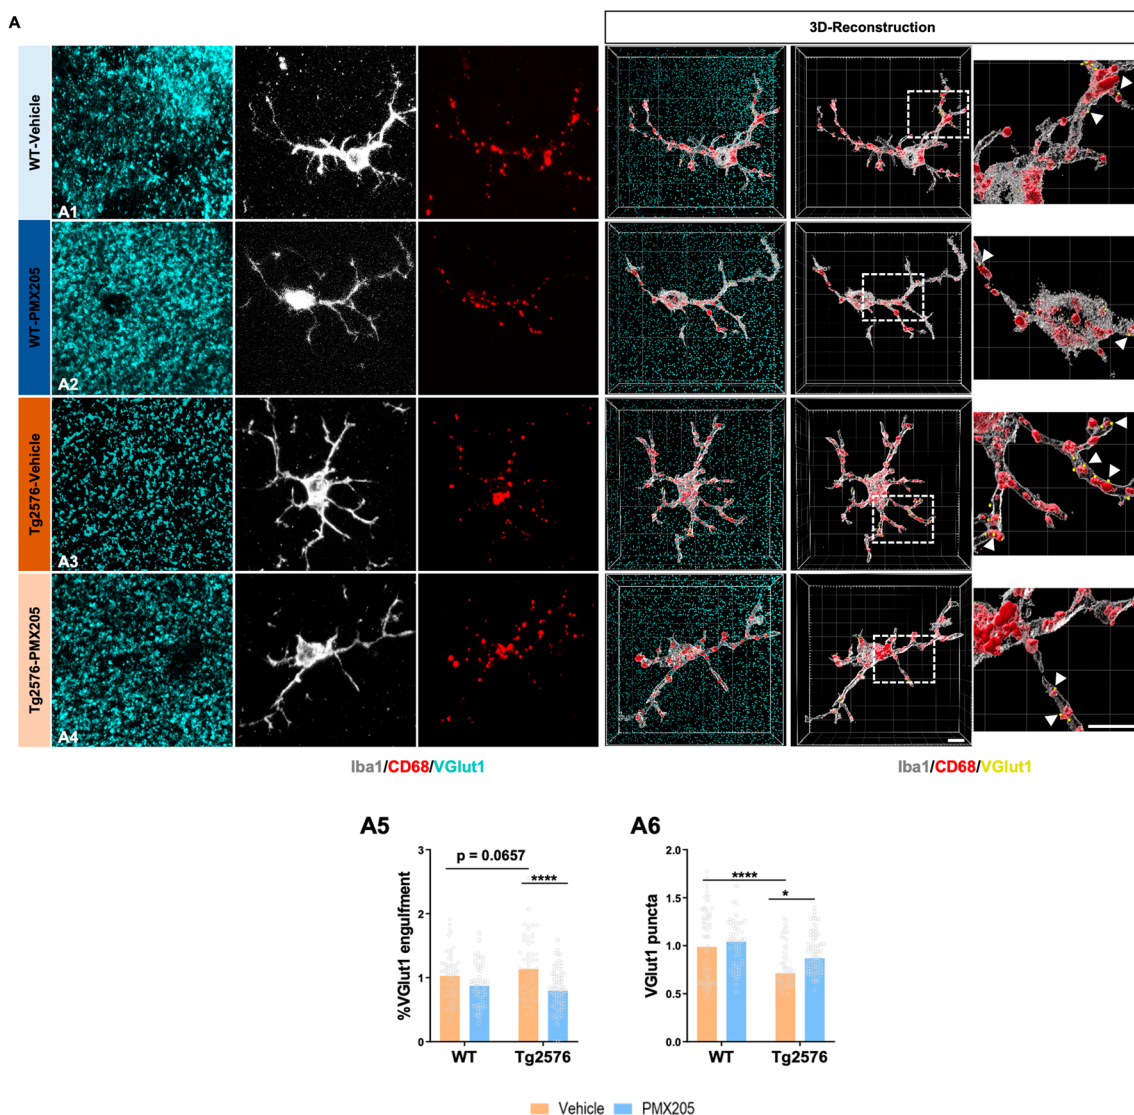 A
3D-Reconstruction
WT-Vehicle
A1
WT-PMX205
A2
Tg2576-Vehicle
A3
Tg2576-PMX205
A4
Iba1/CD68/VGlut1
Iba1/CD68/VGlut1
A5
p = 0.0657
****
%VGlut1 engulfment
3
2
1
0
WT
Tg2576
A6
****
*
VGlut1 puncta
2.0
1.5
1.0
0.5
0.0
WT
Tg2576
Vehicle
PMX205